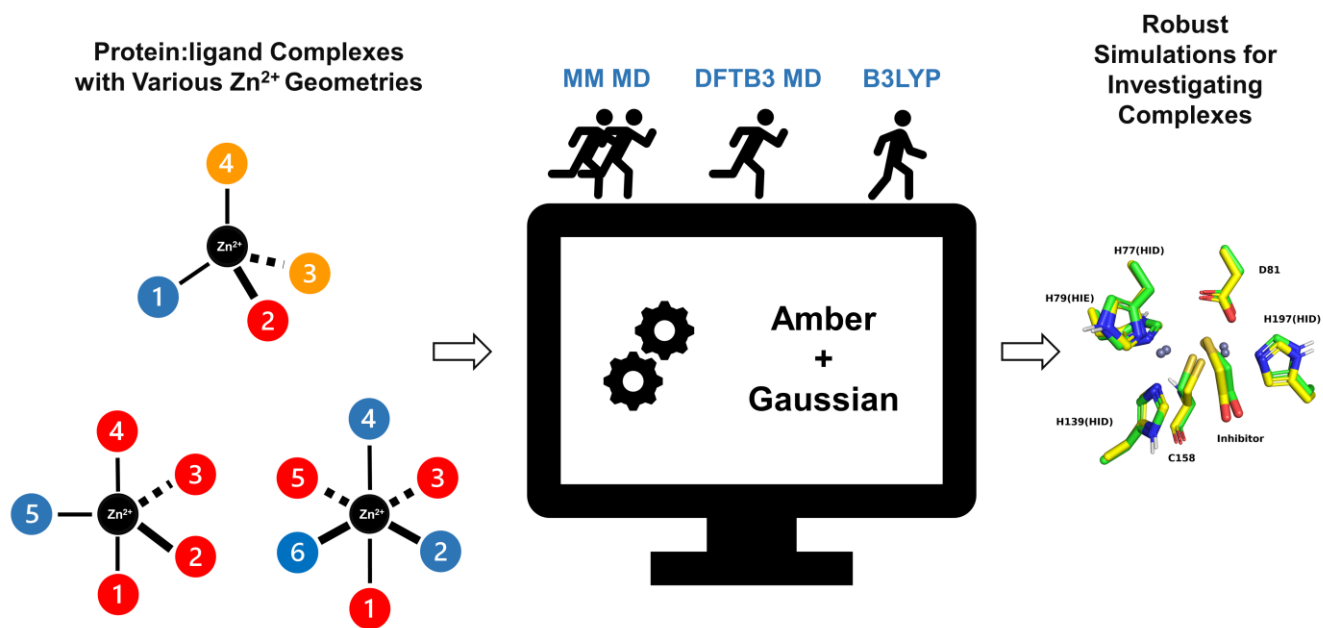 Protein:ligand Complexes
with Various Zn²⁺ Geometries
4
Zn²⁺
1
3
2
4
3
5
Zn²⁺
2
1
4
5
3
Zn²⁺
6
2
1
MM MD
DFTB3 MD
B3LYP
Amber
+
Gaussian
Robust
Simulations for
Investigating
Complexes
H77(HID)
D81
H79(HIE)
H197(HID)
H139(HID)
Inhibitor
C158